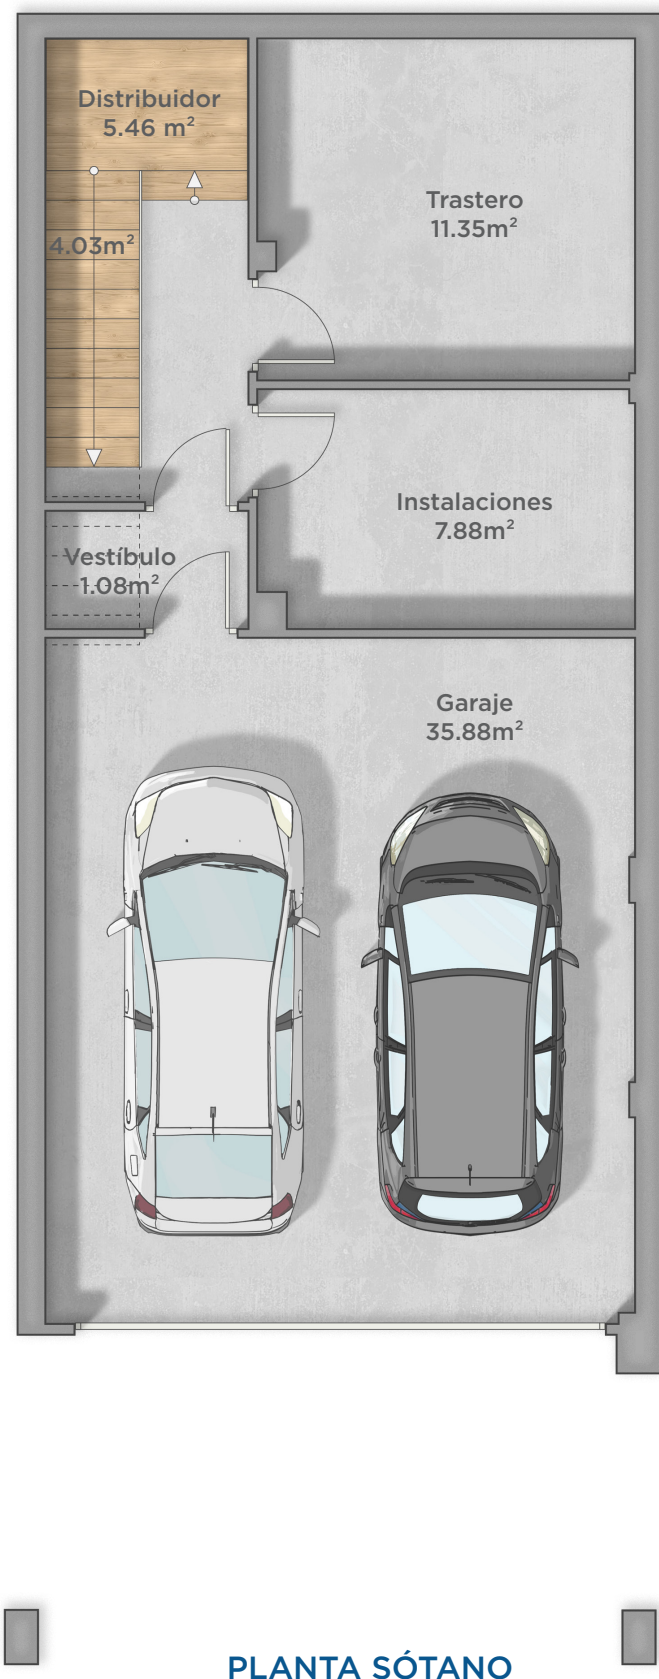 Distribuidor
5.46 m²
4.03m²
Trastero
11.35m²
Instalaciones
7.88m²
Vestíbulo
1.08m²
Garaje
35.88m²
PLANTA SÓTANO